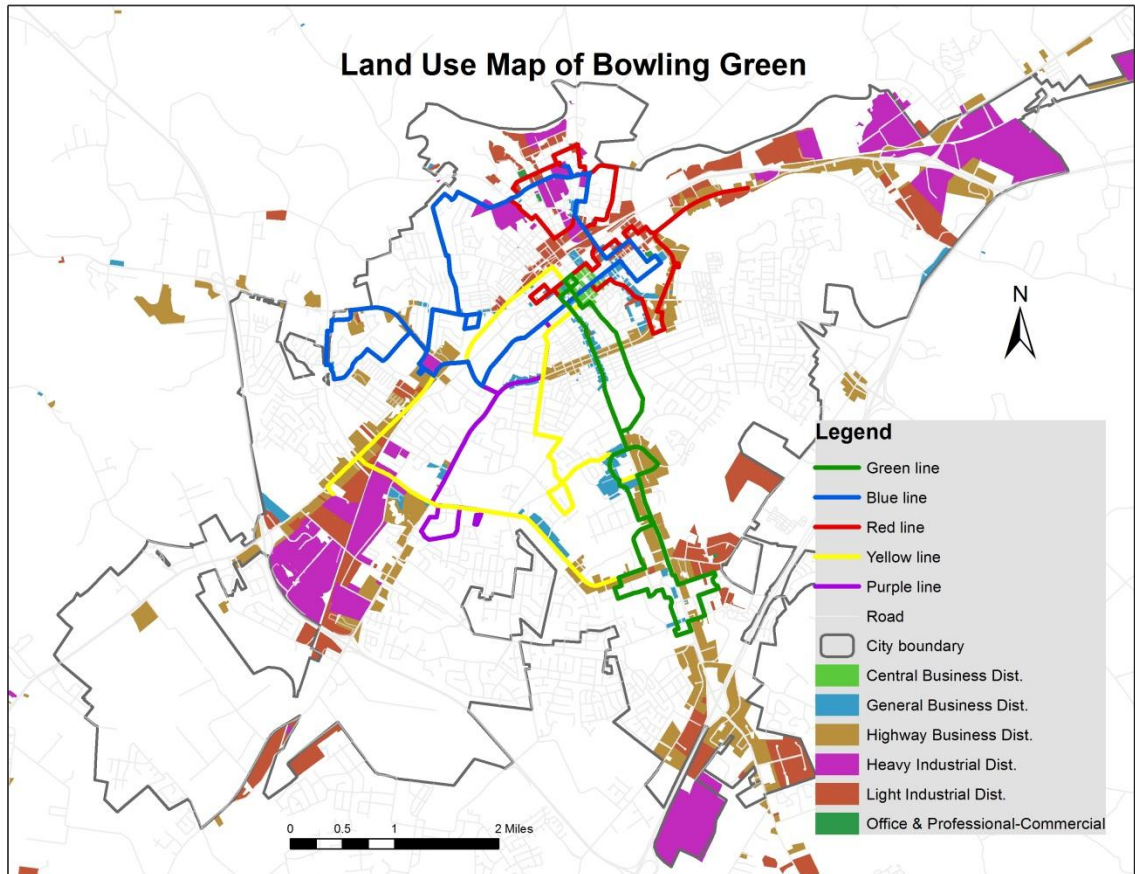 Land Use Map of Bowling Green
N
Legend
Green line
Blue line
Red line
Yellow line
Purple line
Road
City boundary
Central Business Dist.
General Business Dist.
Highway Business Dist.
Heavy Industrial Dist.
Light Industrial Dist.
Office & Professional-Commercial
0 0.5 1 2 Miles